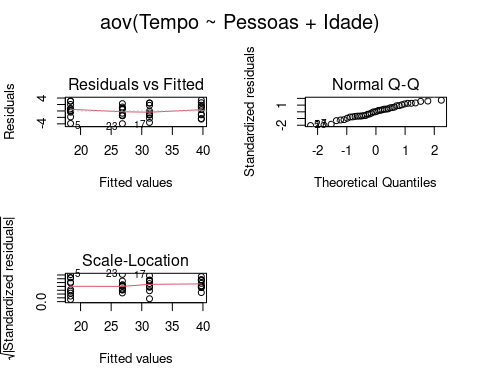 aov(Tempo ~ Pessoas + Idade)
Residuals vs Fitted
Residuals
4
-4
5
23
17
20 25 30 35 40
Fitted values
Normal Q-Q
Standardized residuals
1
-2
-2 -1 0 1 2
Theoretical Quantiles
Scale-Location
√|Standardized residuals|
0.0
5
23
17
20 25 30 35 40
Fitted values